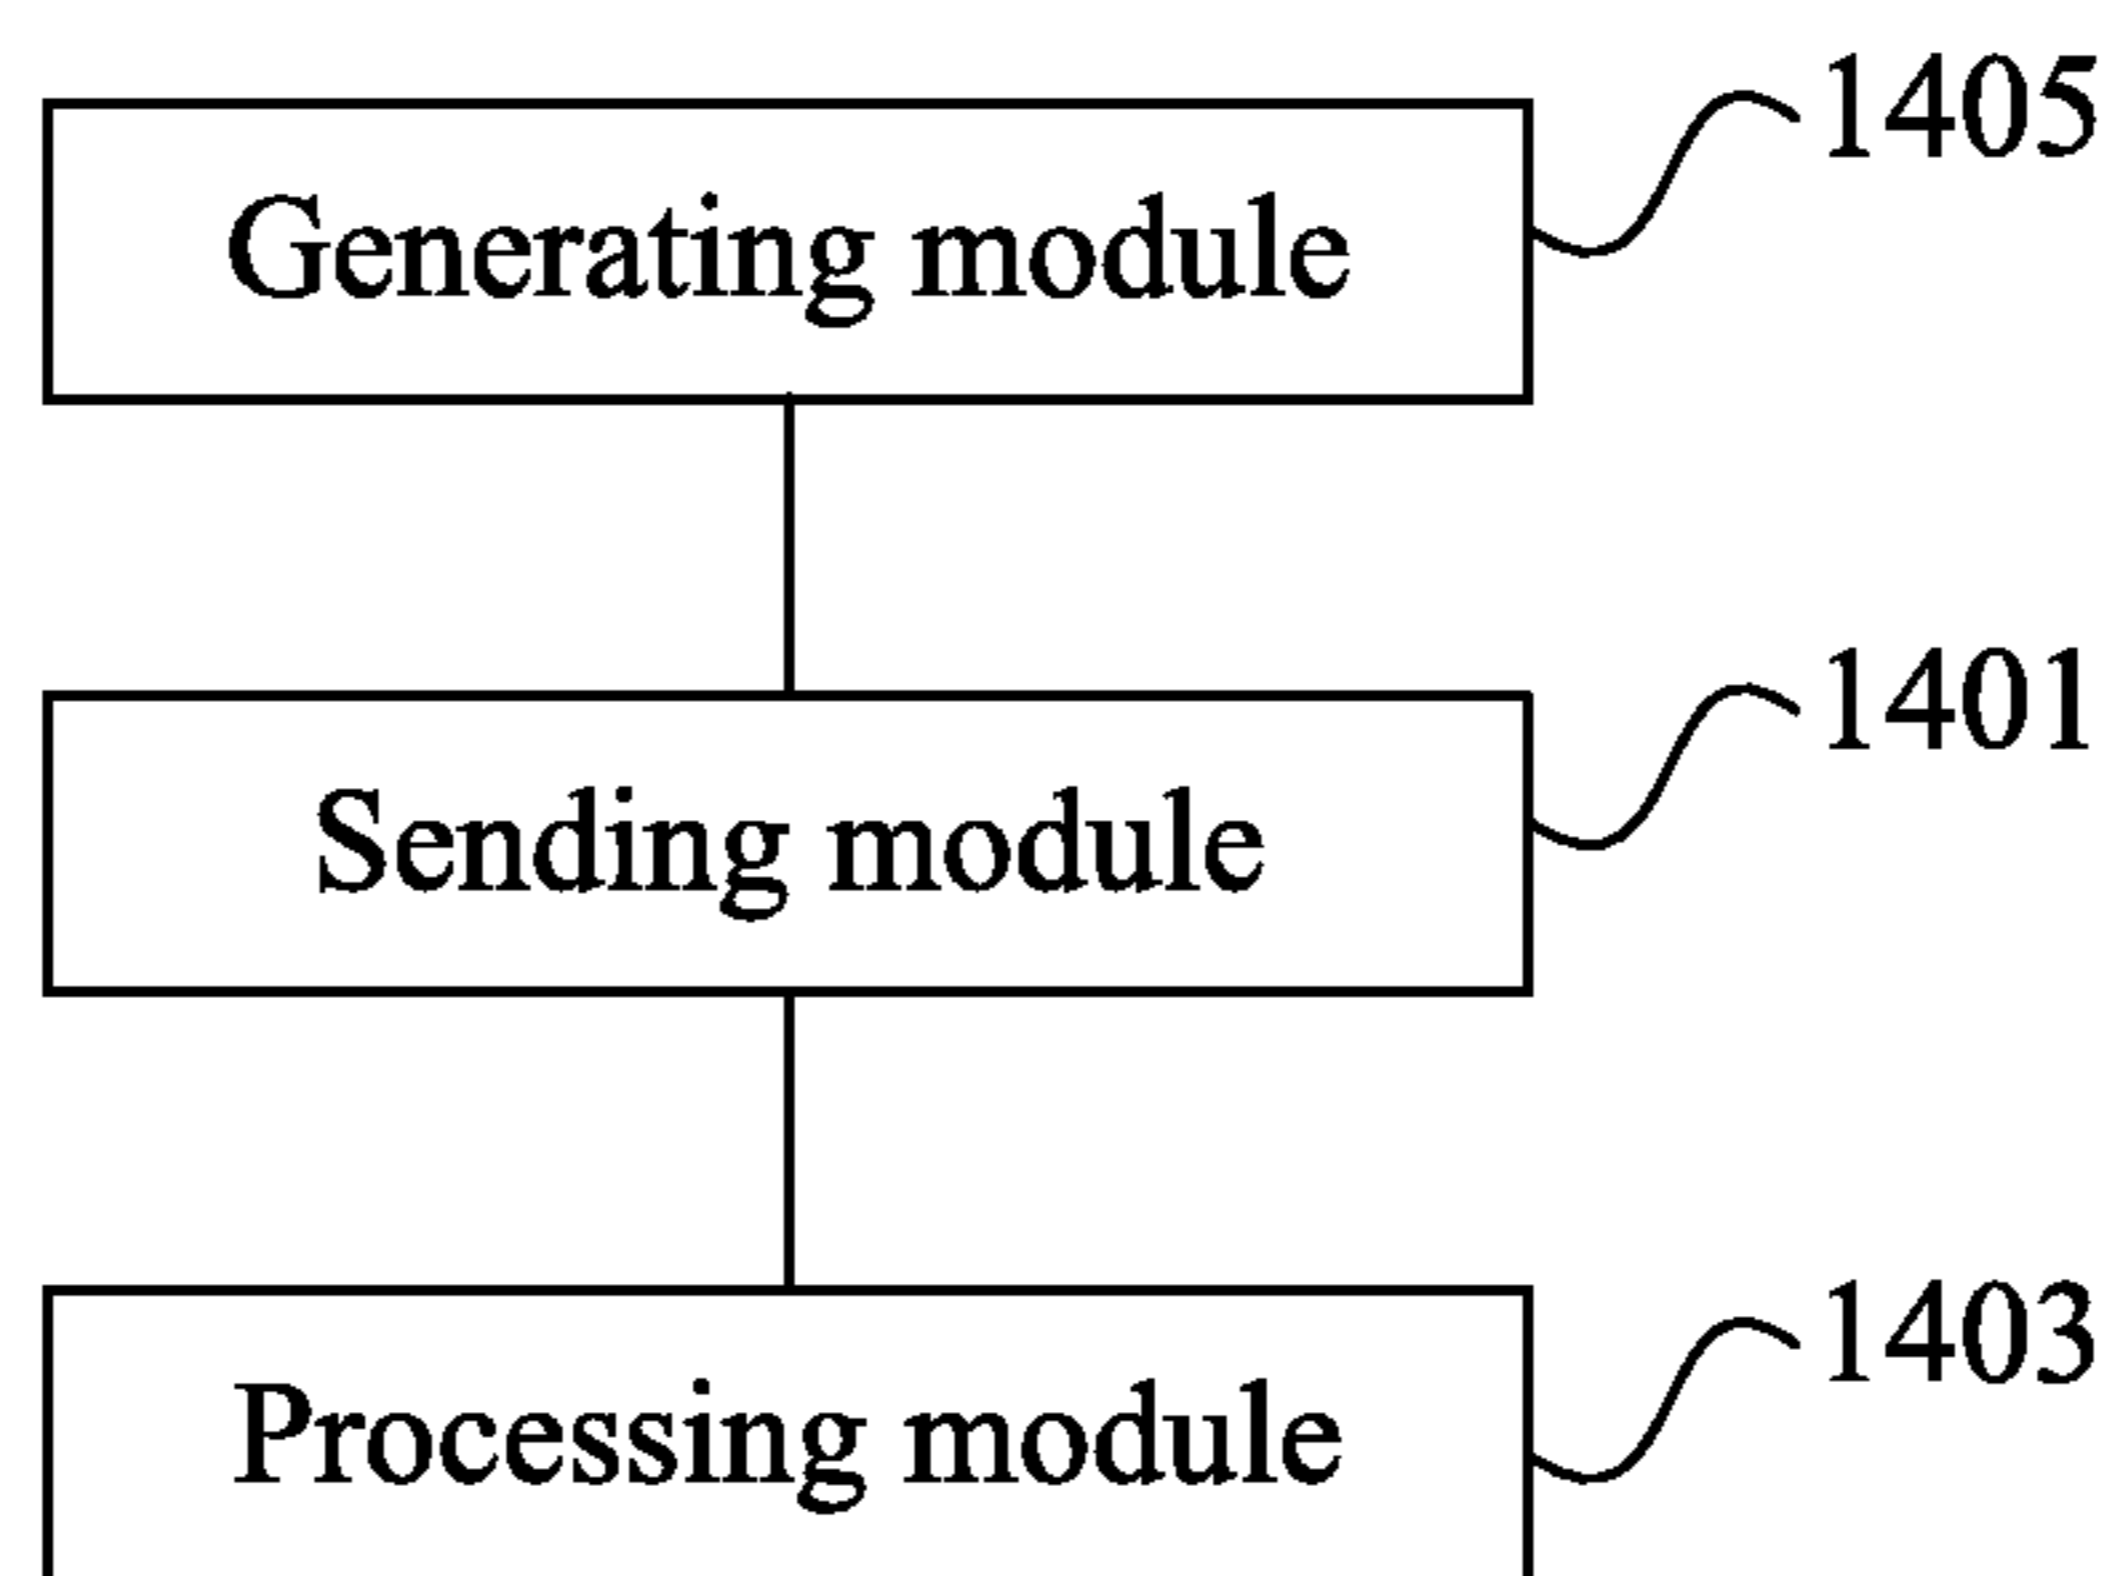 1405
Generating module
1401
Sending module
1403
Processing module